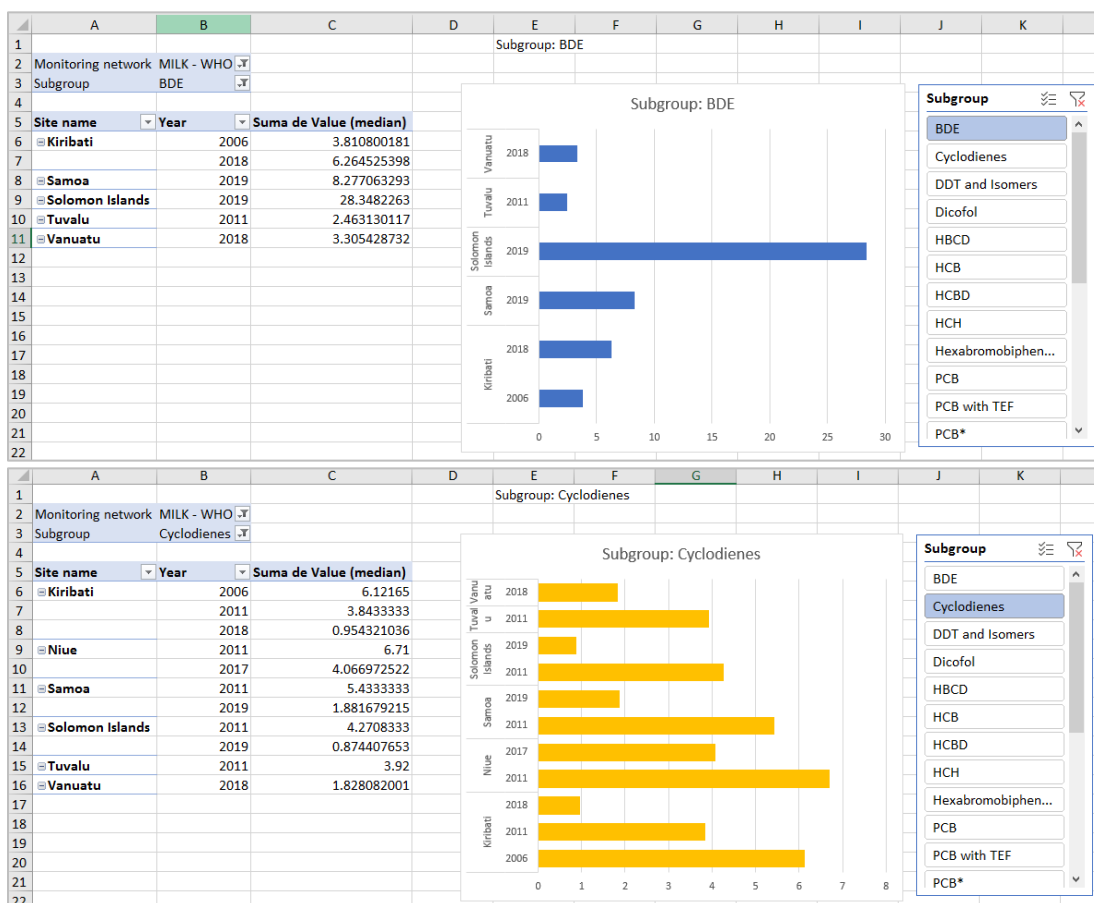 A B C D E F G H I J K
1 Subgroup: BDE
2 Monitoring network MILK - WHO
3 Subgroup BDE
4
5 Site name Year Suma de Value (median)
6 Kiribati 2006 3.810800181
7 2018 6.264525398
8 Samoa 2019 8.277063293
9 Solomon Islands 2019 28.3482263
10 Tuvalu 2011 2.463130117
11 Vanuatu 2018 3.305428732
12
13
14
15
16
17
18
19
20
21
22
Subgroup: BDE
Vanuatu 2018
Tuvalu 2011
Solomon Islands 2019
Samoa 2019
Kiribati 2018
2006
0 5 10 15 20 25 30
Subgroup
BDE
Cyclodienes
DDT and Isomers
Dicofol
HBCD
HCB
HCBD
HCH
Hexabromobiphen...
PCB
PCB with TEF
PCB*
A B C D E F G H I J K
1 Subgroup: Cyclodienes
2 Monitoring network MILK - WHO
3 Subgroup Cyclodienes
4
5 Site name Year Suma de Value (median)
6 Kiribati 2006 6.12165
7 2011 3.8433333
8 2018 0.954321036
9 Niue 2011 6.71
10 2017 4.066972522
11 Samoa 2011 5.4333333
12 2019 1.881679215
13 Solomon Islands 2011 4.2708333
14 2019 0.874407653
15 Tuvalu 2011 3.92
16 Vanuatu 2018 1.828082001
17
18
19
20
21
22
Subgroup: Cyclodienes
Vanuatu 2018
Tuvalu 2011
Solomon Islands 2019
2011
Samoa 2019
2011
Niue 2017
2011
Kiribati 2018
2011
2006
0 1 2 3 4 5 6 7 8
Subgroup
BDE
Cyclodienes
DDT and Isomers
Dicofol
HBCD
HCB
HCBD
HCH
Hexabromobiphen...
PCB
PCB with TEF
PCB*